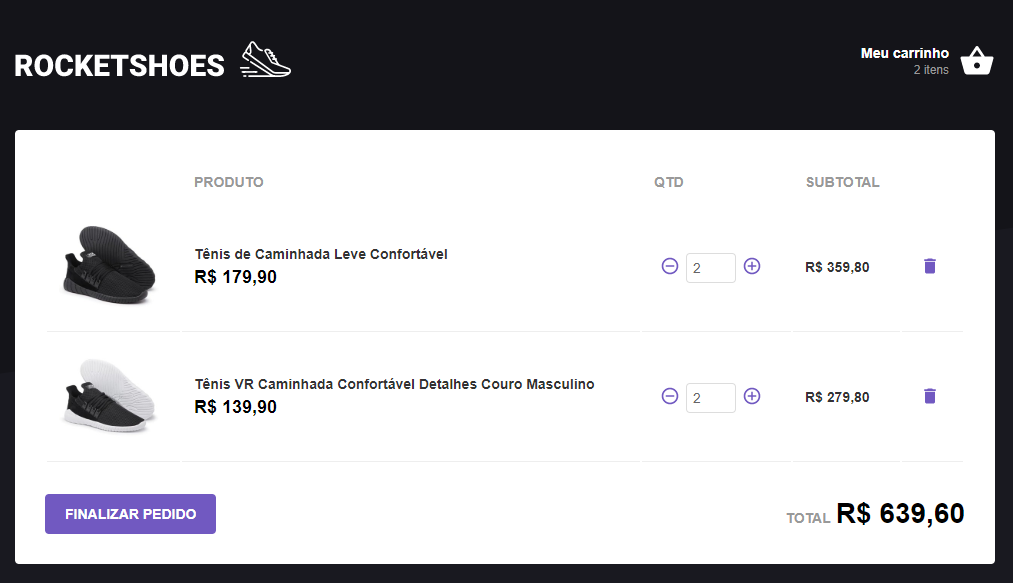 ROCKETSHOES
Meu carrinho
2 itens
PRODUTO QTD SUBTOTAL
Tênis de Caminhada Leve Confortável
R$ 179,90
2 R$ 359,80
Tênis VR Caminhada Confortável Detalhes Couro Masculino
R$ 139,90
2 R$ 279,80
FINALIZAR PEDIDO TOTAL R$ 639,60